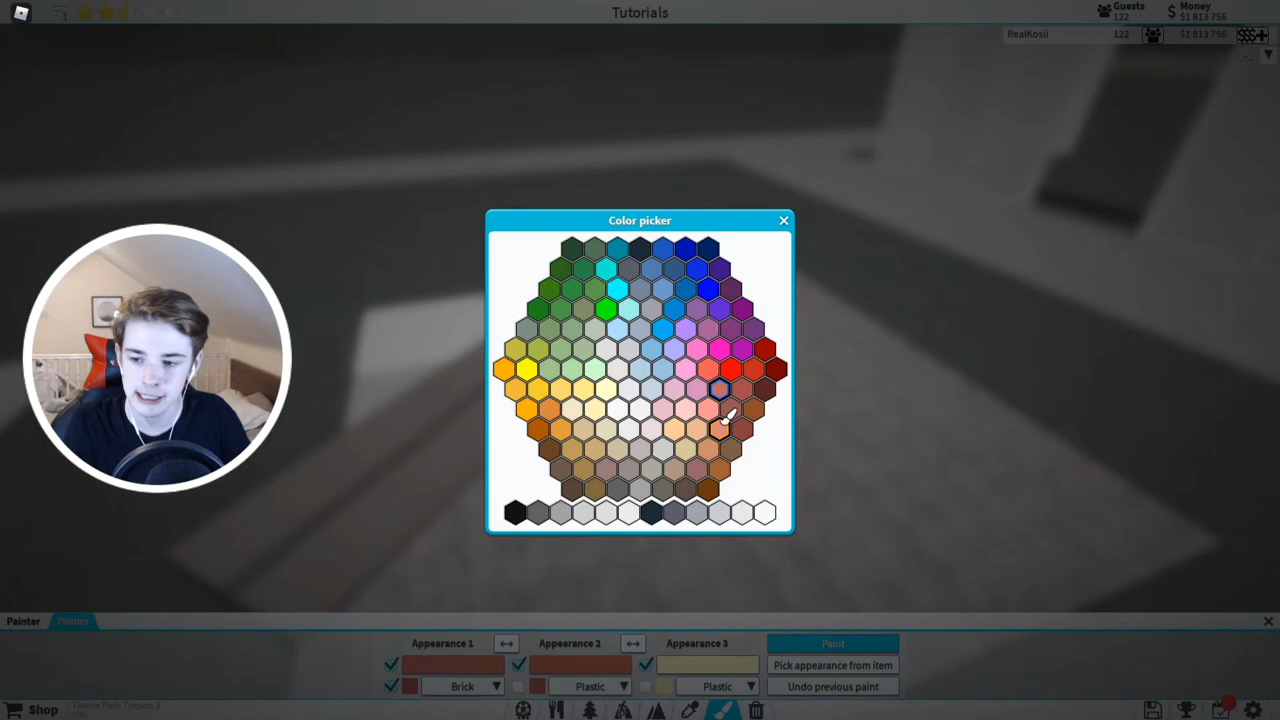 Tutorials
Guests
122
Money
$1 813 756
RealKosii 122 $1 813 756
Color picker
Painter Painter
Appearance 1 Appearance 2 Appearance 3 Paint
Pick appearance from item
Brick Plastic Plastic Undo previous paint
Shop
Theme Park Tycoon 2